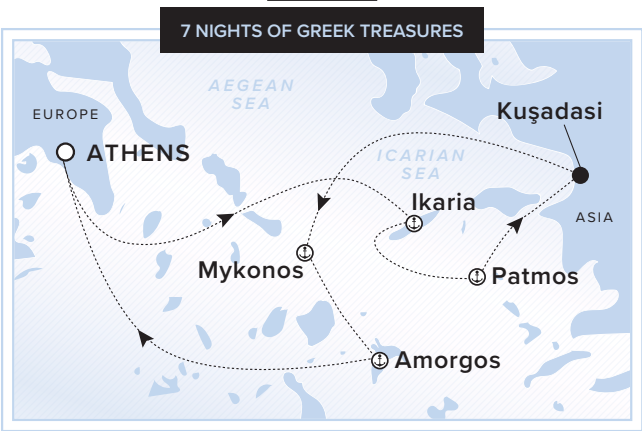 7 NIGHTS OF GREEK TREASURES
AEGEAN
SEA
EUROPE
Kuşadasi
ATHENS
ICARIAN
SEA
Ikaria
ASIA
Mykonos
Patmos
Amorgos